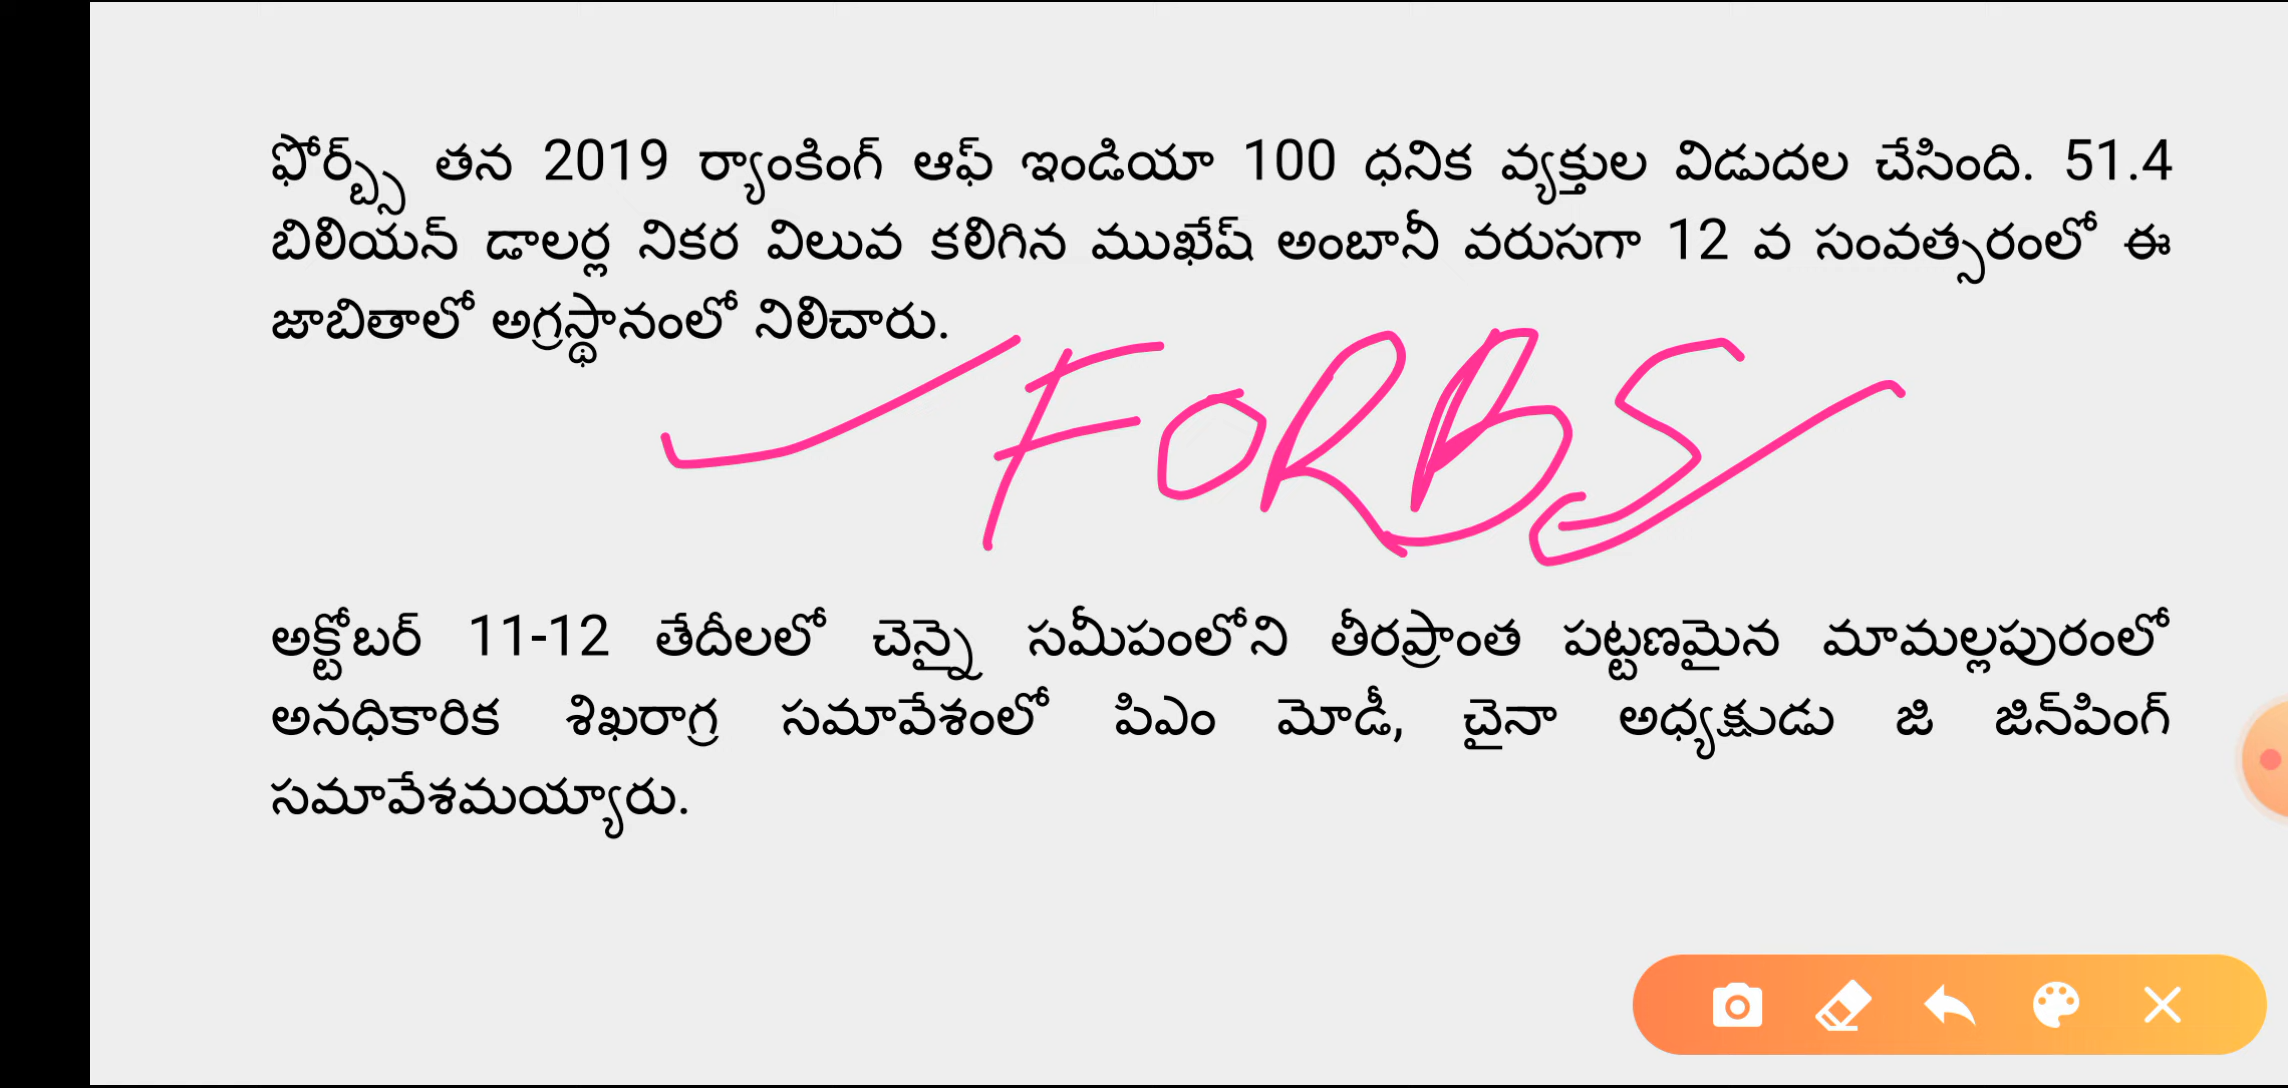 ఫోర్బ్స్ తన 2019 ర్యాంకింగ్ ఆఫ్ ఇండియా 100 ధనిక వ్యక్తుల విడుదల చేసింది. 51.4
బిలియన్ డాలర్ల నికర విలువ కలిగిన ముఖేష్ అంబానీ వరుసగా 12 వ సంవత్సరంలో ఈ
జాబితాలో అగ్రస్థానంలో నిలిచారు.
FORBS
అక్టోబర్ 11-12 తేదీలలో చెన్నై సమీపంలోని తీరప్రాంత పట్టణమైన మామల్లపురంలో
అనధికారిక శిఖరాగ్ర సమావేశంలో పిఎం మోడీ, చైనా అధ్యక్షుడు జి జిన్‌పింగ్
సమావేశమయ్యారు.